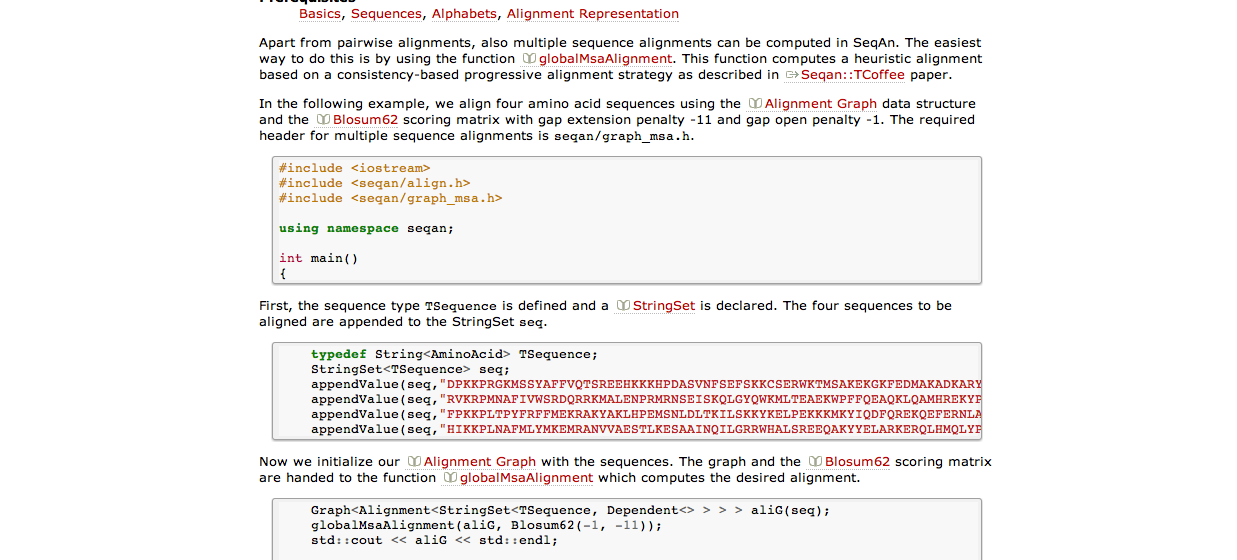 Prerequisites
Basics, Sequences, Alphabets, Alignment Representation
Apart from pairwise alignments, also multiple sequence alignments can be computed in SeqAn. The easiest
way to do this is by using the function globalMsaAlignment. This function computes a heuristic alignment
based on a consistency-based progressive alignment strategy as described in Seqan::TCoffee paper.
In the following example, we align four amino acid sequences using the Alignment Graph data structure
and the Blosum62 scoring matrix with gap extension penalty -11 and gap open penalty -1. The required
header for multiple sequence alignments is seqan/graph_msa.h.
#include <iostream>
#include <seqan/align.h>
#include <seqan/graph_msa.h>
using namespace seqan;
int main()
{
First, the sequence type TSequence is defined and a StringSet is declared. The four sequences to be
aligned are appended to the StringSet seq.
typedef String<AminoAcid> TSequence;
StringSet<TSequence> seq;
appendValue(seq,"DPKKPRGKMSSYAFFVQTSREEHKKKHPDASVNFSEFSKKCSERWKTMSAKEKGKFEDMAKADKARY
appendValue(seq,"RVKRPMNAFIVWSRDQRRKMALENPRMRNSEISKQLGYQWKMLTEAEKWPFFQEAQKLQAMHREKYP
appendValue(seq,"FPKKPLTPYFRFFMEKRAKYAKLHPEMSNLDLTKILSKKYKELPEKKKMKYIQDFQREKQEFERNLA
appendValue(seq,"HIKKPLNAFMLYMKEMRANVVAESTLKESAAINQILGRRWHALSREEQAKYYELARKERQLHMQLYP
Now we initialize our Alignment Graph with the sequences. The graph and the Blosum62 scoring matrix
are handed to the function globalMsaAlignment which computes the desired alignment.
Graph<Alignment<StringSet<TSequence, Dependent<> > > > aliG(seq);
globalMsaAlignment(aliG, Blosum62(-1, -11));
std::cout << aliG << std::endl;